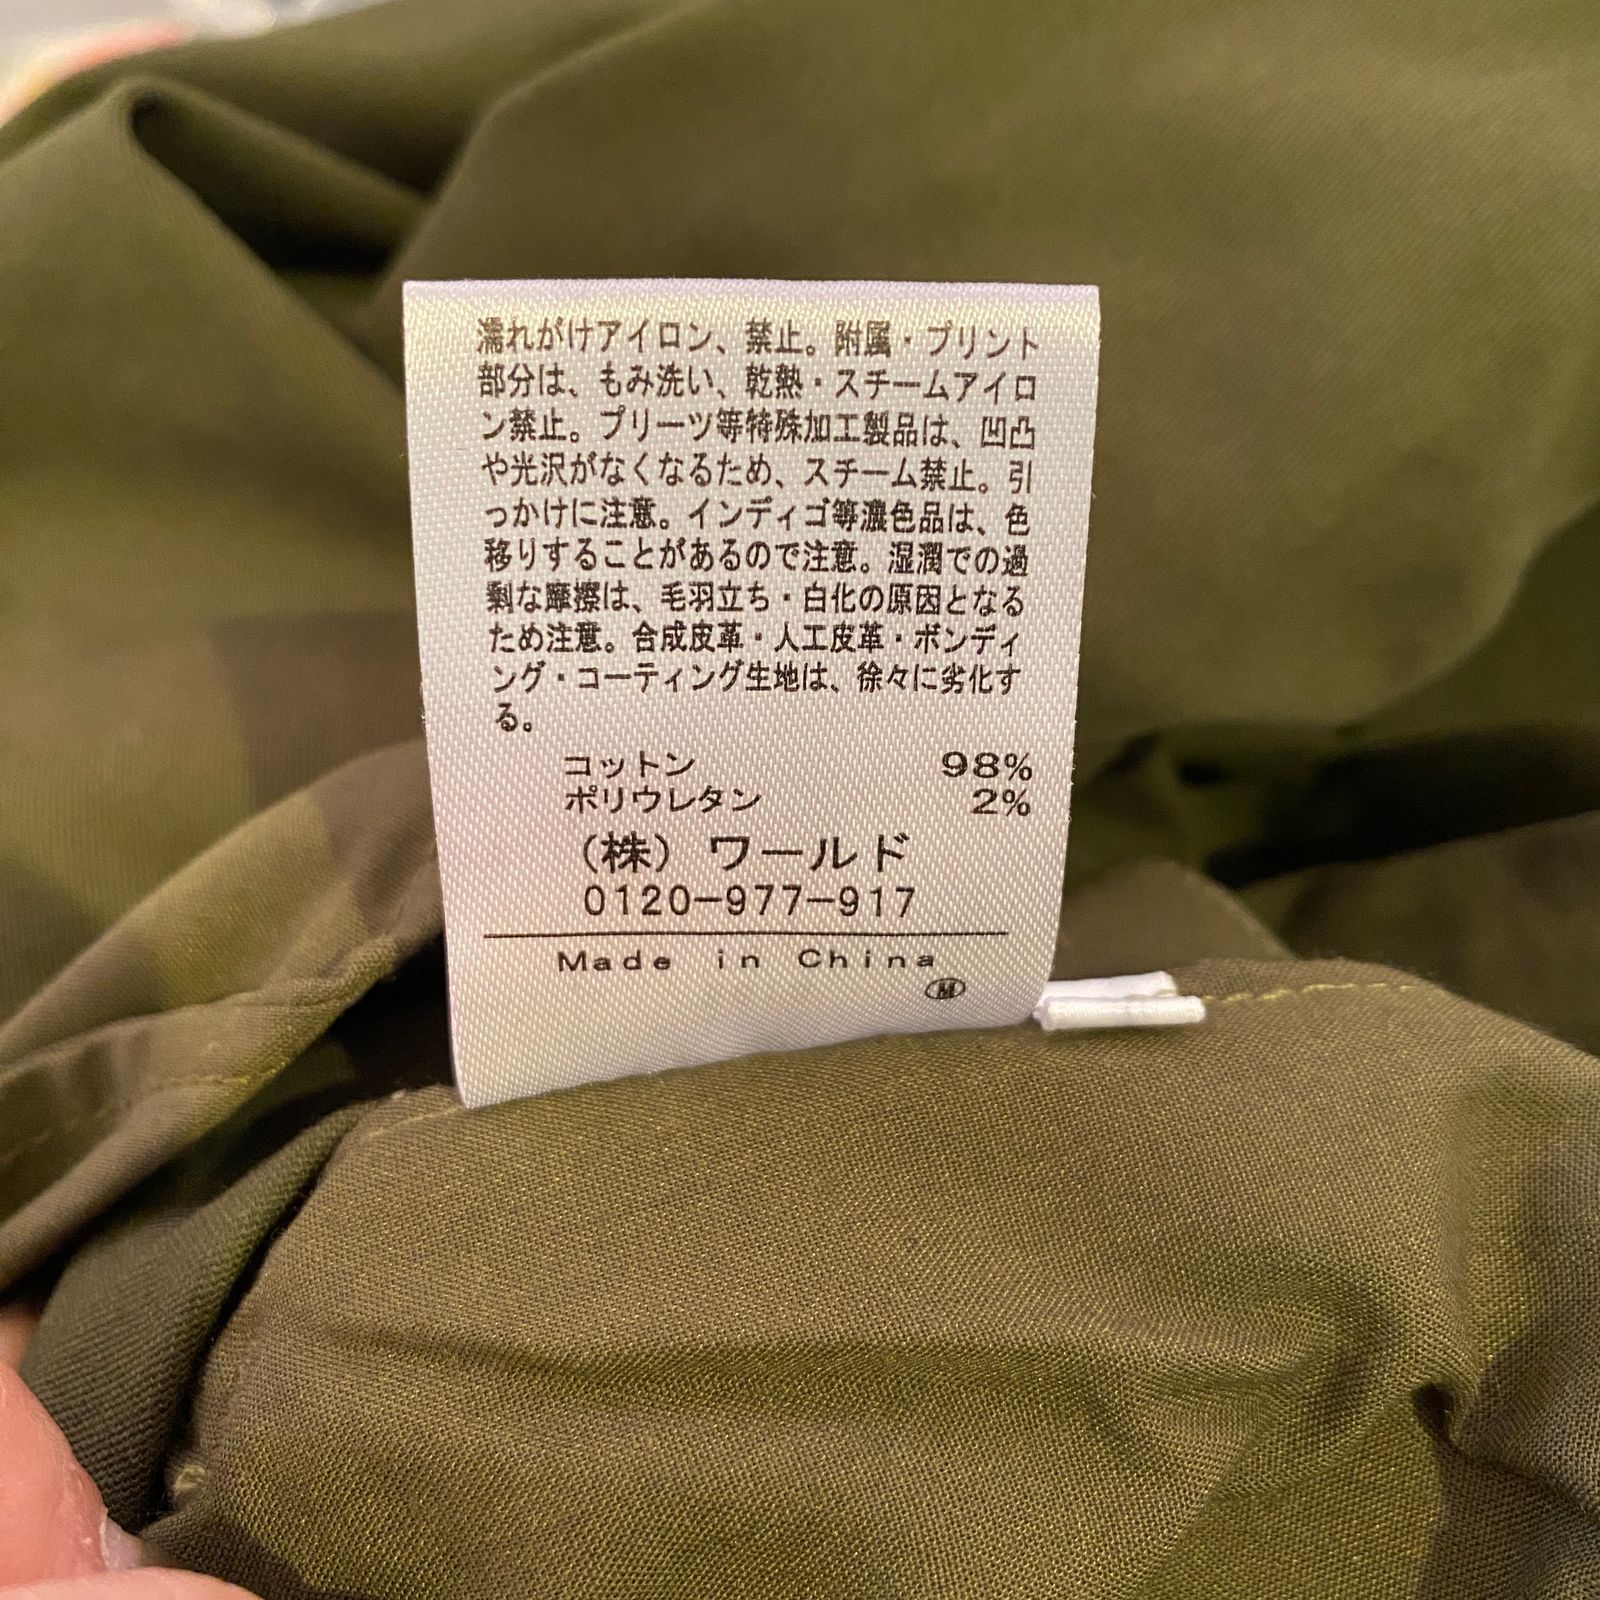 濡れがけアイロン、禁止。附属・プリント
部分は、もみ洗い、乾熱・スチームアイロ
ン禁止。プリーツ等特殊加工製品は、凹凸
や光沢がなくなるため、スチーム禁止。引
っかけに注意。インディゴ等濃色品は、色
移りすることがあるので注意。湿潤での過
剰な摩擦は、毛羽立ち・白化の原因となる
ため注意。合成皮革・人工皮革・ボンディ
ング・コーティング生地は、徐々に劣化す
る。
コットン 98%
ポリウレタン 2%
（株）ワールド
0120-977-917
Made in China
Ⓜ